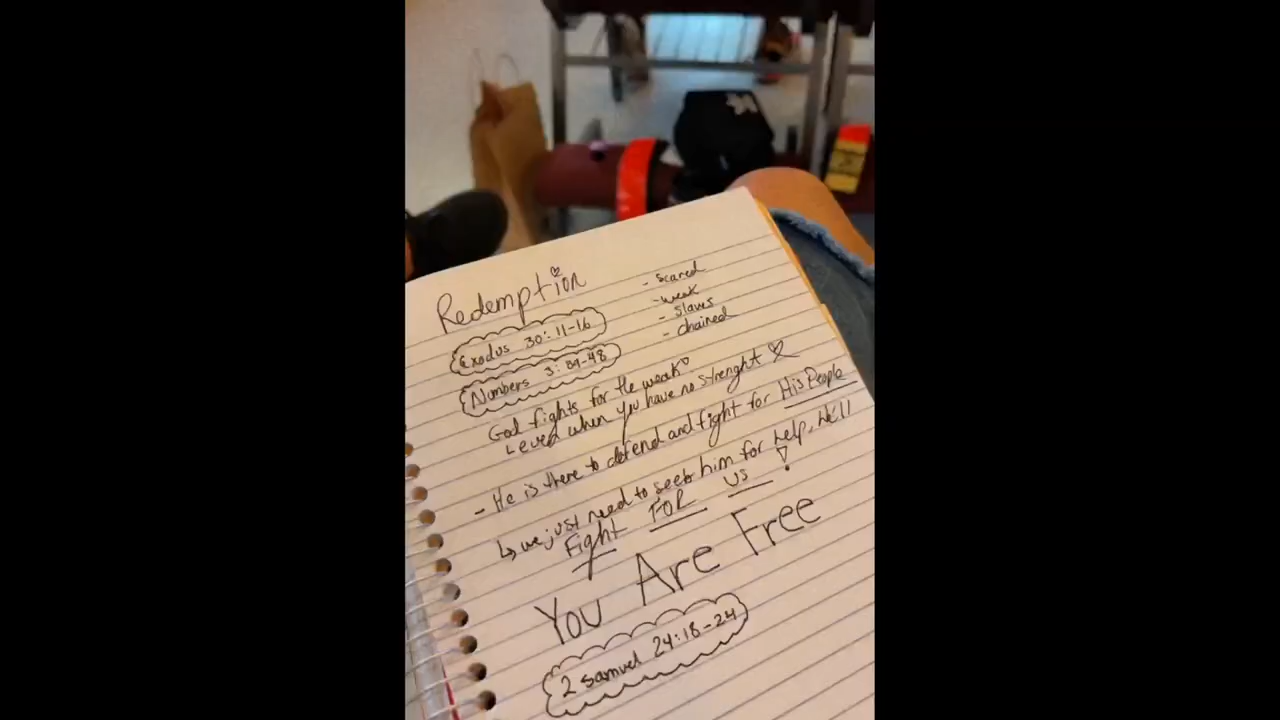 Redemption
- scared
- weak
- slaves
- chained
Exodus 30:11-16
Numbers 3:39-48
God fights for the weak
↳ even when you have no strenght
- He is there to defend and fight for His People
↳ we just need to seek him for help, He'll
Fight FOR us!
You Are Free
2 Samuel 24:18-24